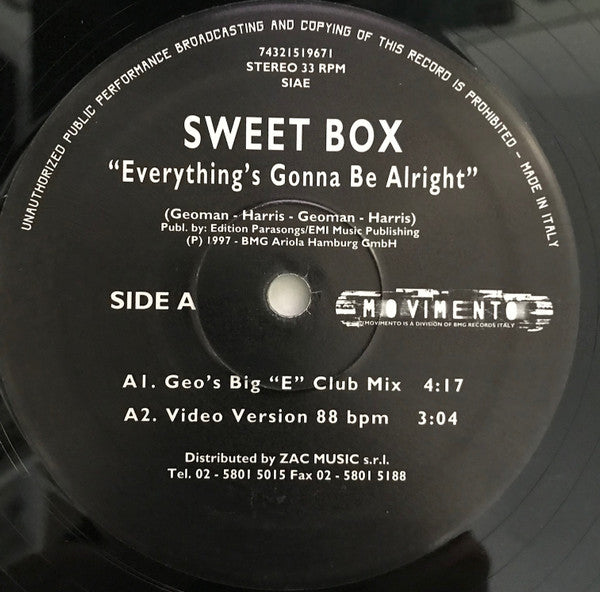 UNAUTHORIZED PUBLIC PERFORMANCE BROADCASTING AND COPYING OF THIS RECORD IS PROHIBITED - MADE IN ITALY
74321519671
STEREO 33 RPM
SIAE
SWEET BOX
“Everything’s Gonna Be Alright”
(Geoman - Harris - Geoman - Harris)
Publ. by: Edition Parasongs/EMI Music Publishing
(P) 1997 - BMG Ariola Hamburg GmbH
SIDE A
MOVIMENTO
MOVIMENTO IS A DIVISION OF BMG RECORDS ITALY
A1. Geo’s Big “E” Club Mix 4:17
A2. Video Version 88 bpm 3:04
Distributed by ZAC MUSIC s.r.l.
Tel. 02 - 5801 5015 Fax 02 - 5801 5188